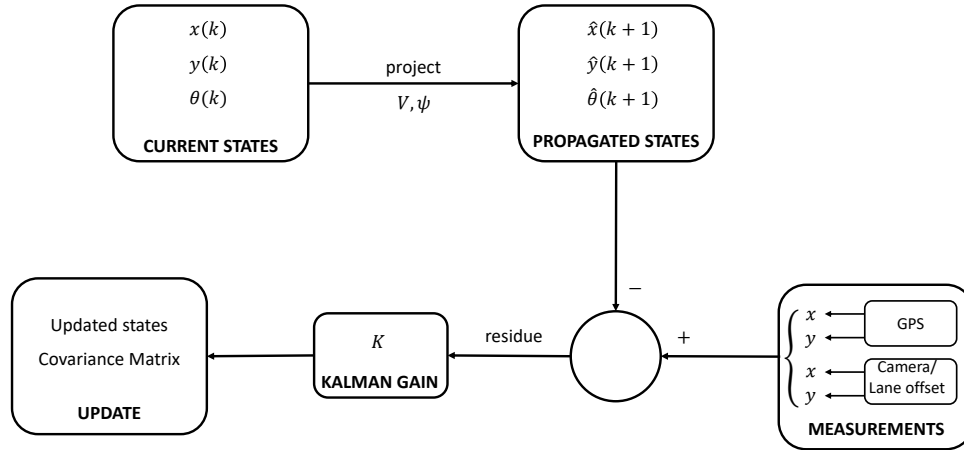 x(k)
y(k)
θ(k)
CURRENT STATES
project
V, ψ
x̂(k + 1)
ŷ(k + 1)
θ̂(k + 1)
PROPAGATED STATES
−
+
residue
K
KALMAN GAIN
Updated states
Covariance Matrix
UPDATE
x
y
GPS
x
y
Camera/
Lane offset
MEASUREMENTS